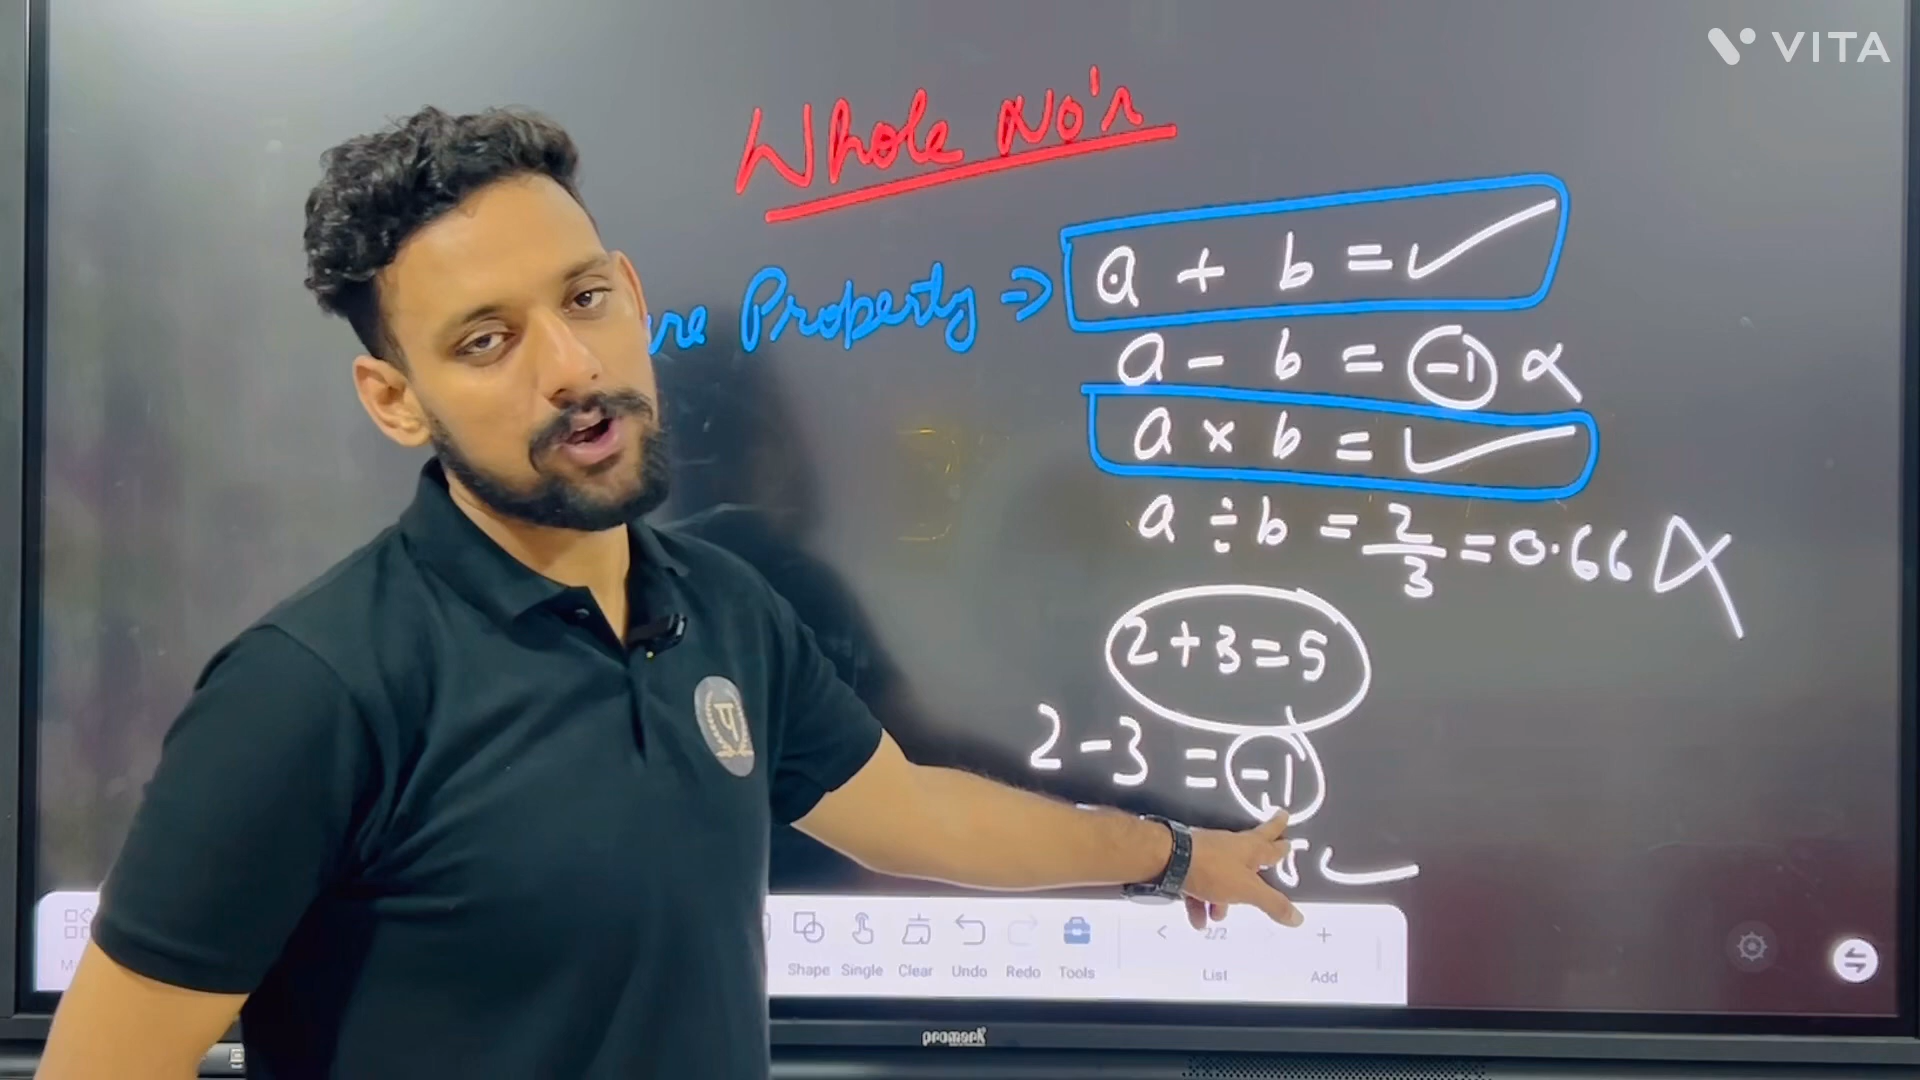 VITA
Whole No's
Property ⇒ a + b = ✓
a - b = -1 ×
a × b = ✓
a ÷ b = 2/3 = 0.66 ×
2 + 3 = 5
2 - 3 = -1
5 ✓
Shape Single Clear Undo Redo Tools
< 2/2 +
List Add
promark
प